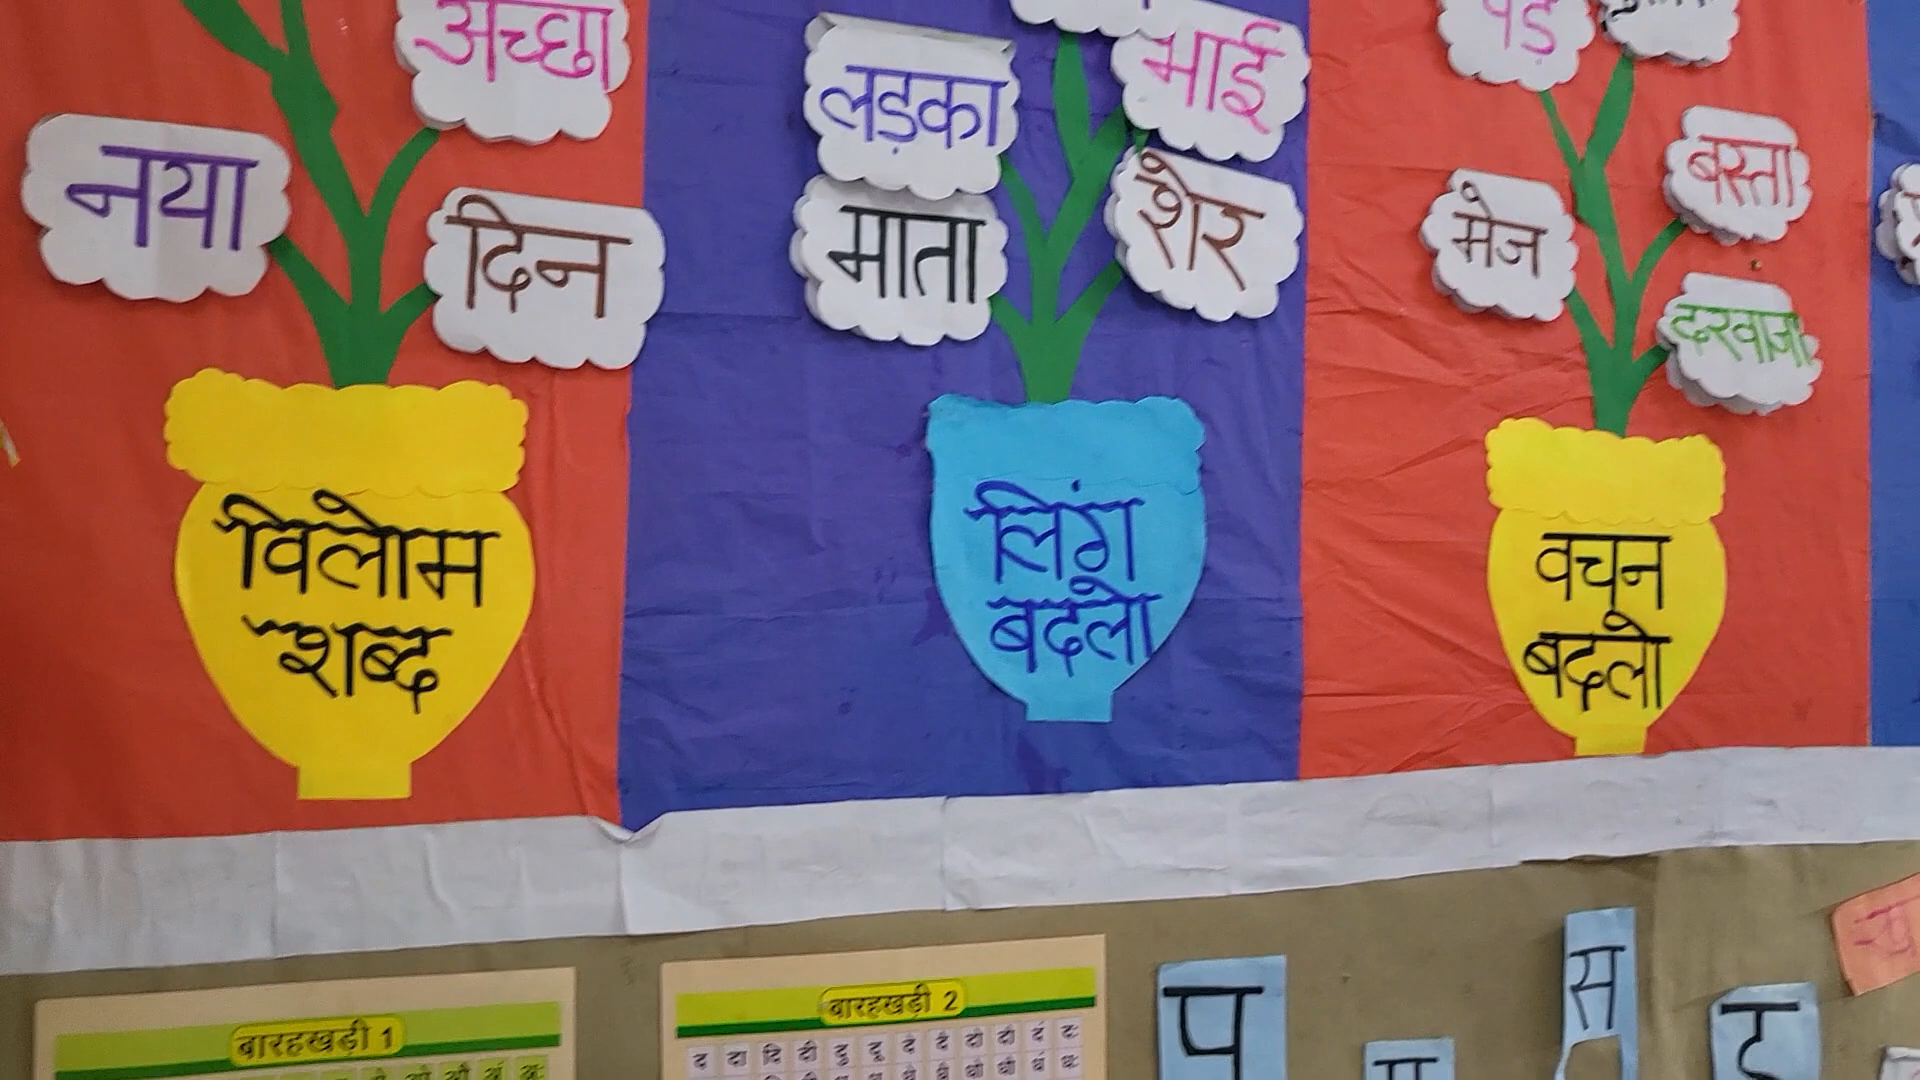 अच्छा
नया
दिन
विलोम
शब्द
लड़का
भाई
माता
शेर
लिंग
बदलो
पेड़
बस्ता
मेज
दरवाजा
वचन
बदलो
बारहखड़ी 1
बारहखड़ी 2
प
स
ट